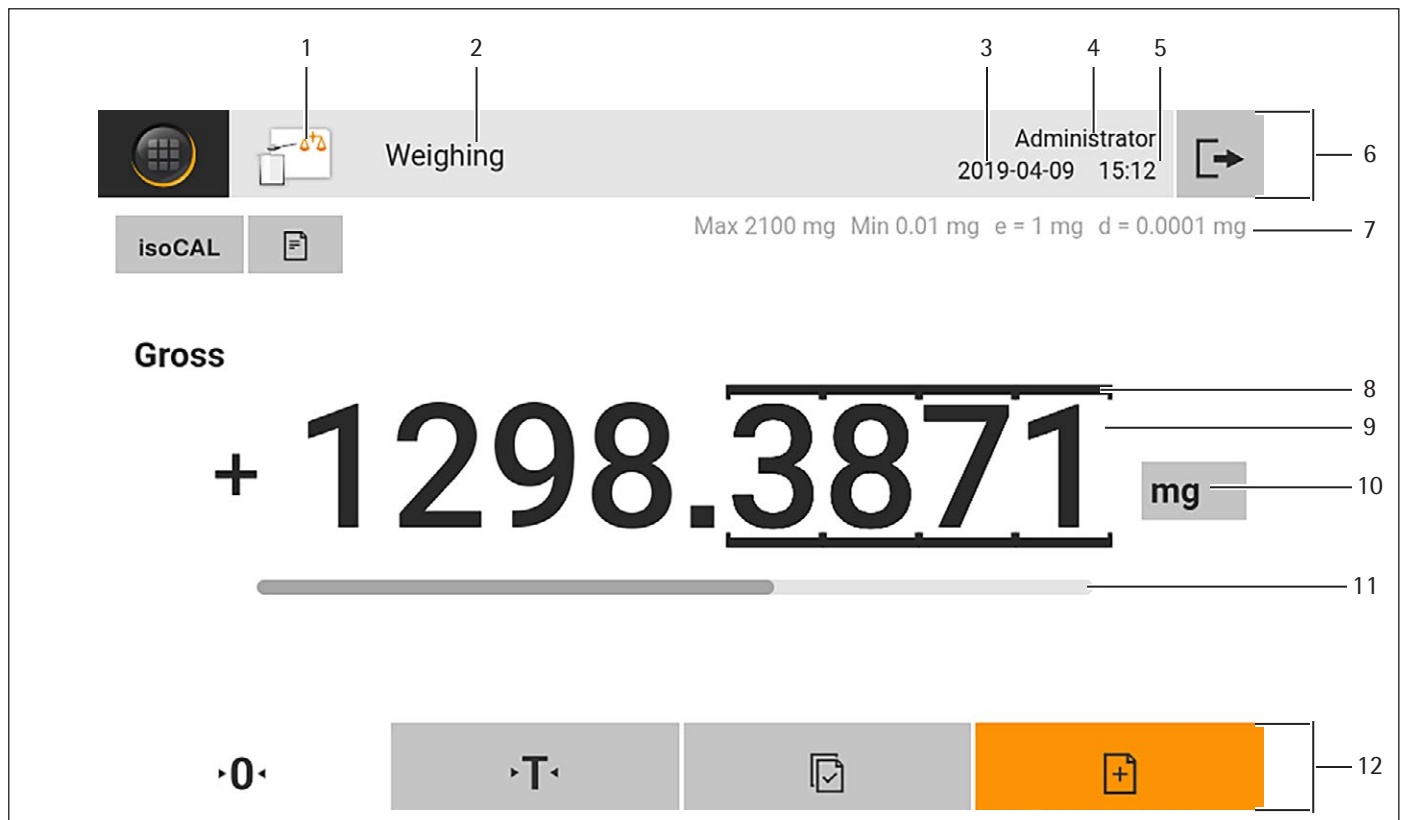 1 2 3 4 5
Weighing
Administrator
2019-04-09 15:12
6
isoCAL
Max 2100 mg Min 0.01 mg e = 1 mg d = 0.0001 mg
7
Gross
8
+ 1298.3871
9
mg
10
11
0 T
12